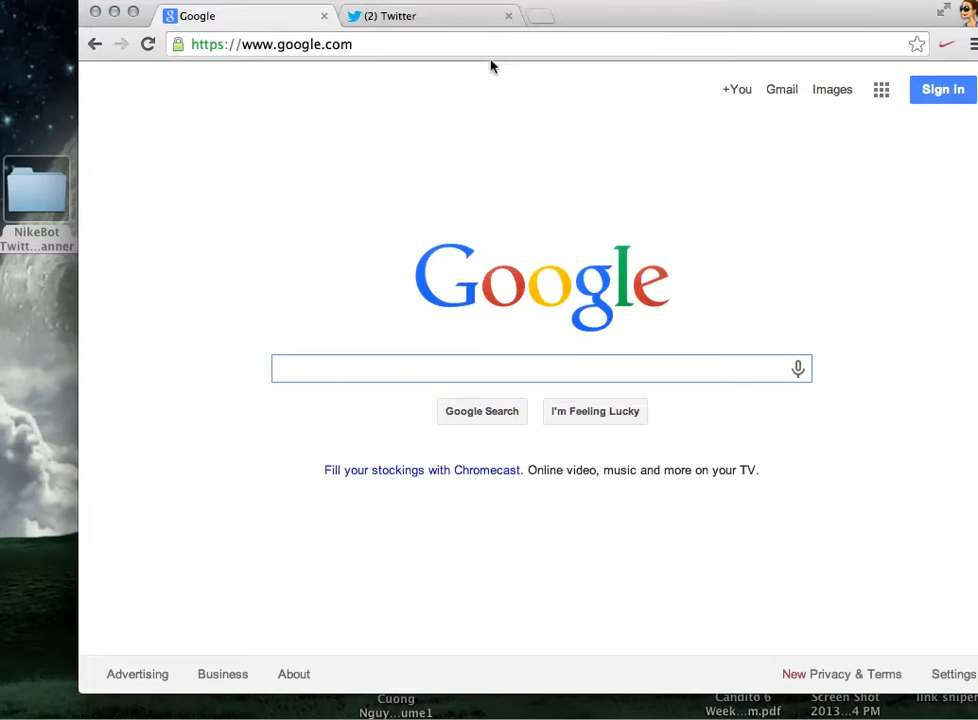 Google
(2) Twitter
https://www.google.com
+You Gmail Images Sign in
NikeBot
Twitt...anner
Google
Google Search I'm Feeling Lucky
Fill your stockings with Chromecast. Online video, music and more on your TV.
Advertising Business About New Privacy & Terms Settings
Cuong
Nguy...ume1
Candito 6
Week...m.pdf
Screen Shot
2013...4 PM
link sniper